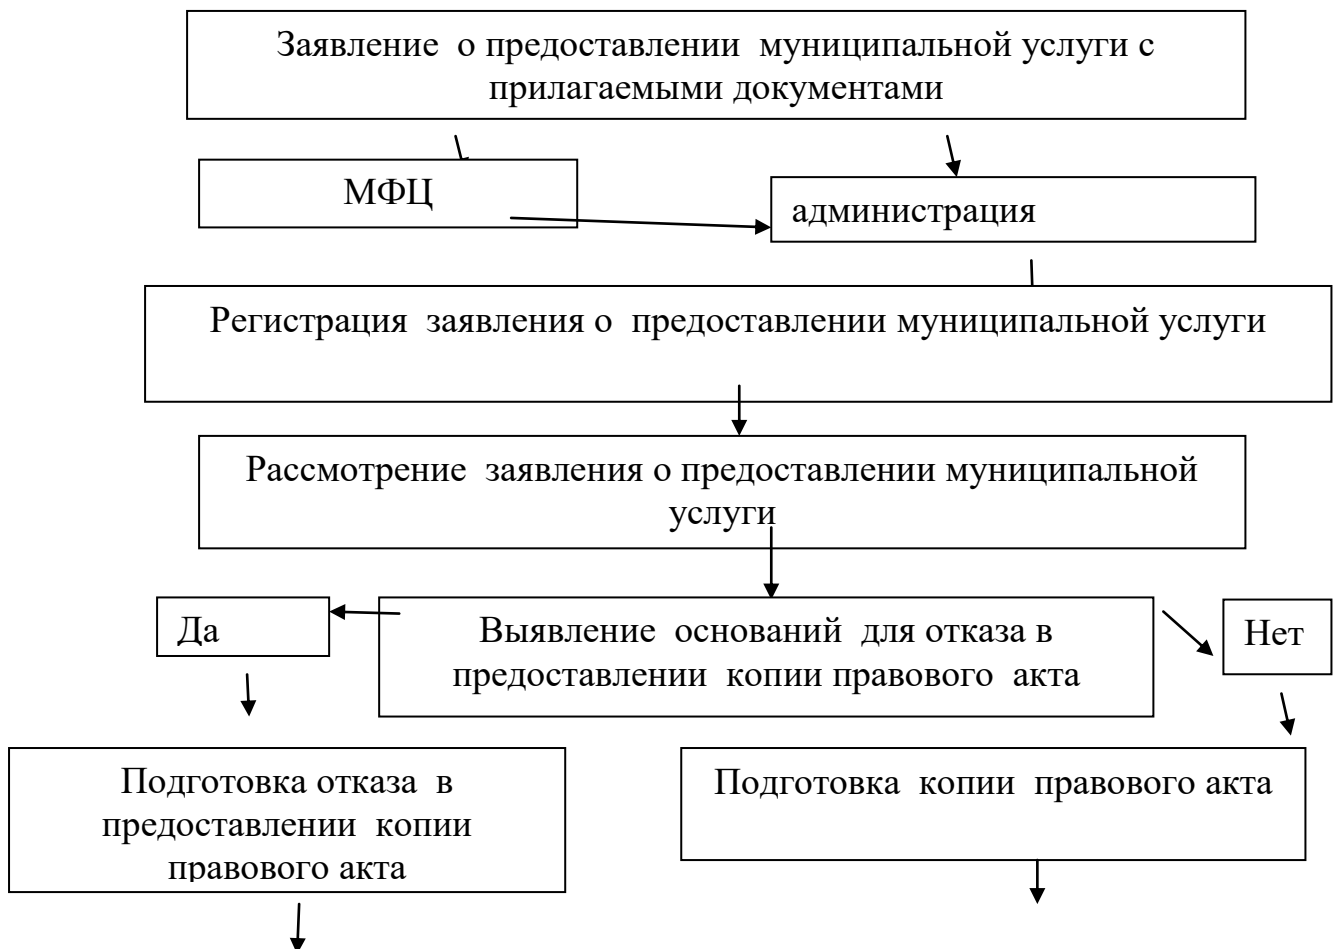 Заявление о предоставлении муниципальной услуги с
прилагаемыми документами
МФЦ
администрация
Регистрация заявления о предоставлении муниципальной услуги
Рассмотрение заявления о предоставлении муниципальной
услуги
Да
Выявление оснований для отказа в
предоставлении копии правового акта
Нет
Подготовка отказа в
предоставлении копии
правового акта
Подготовка копии правового акта